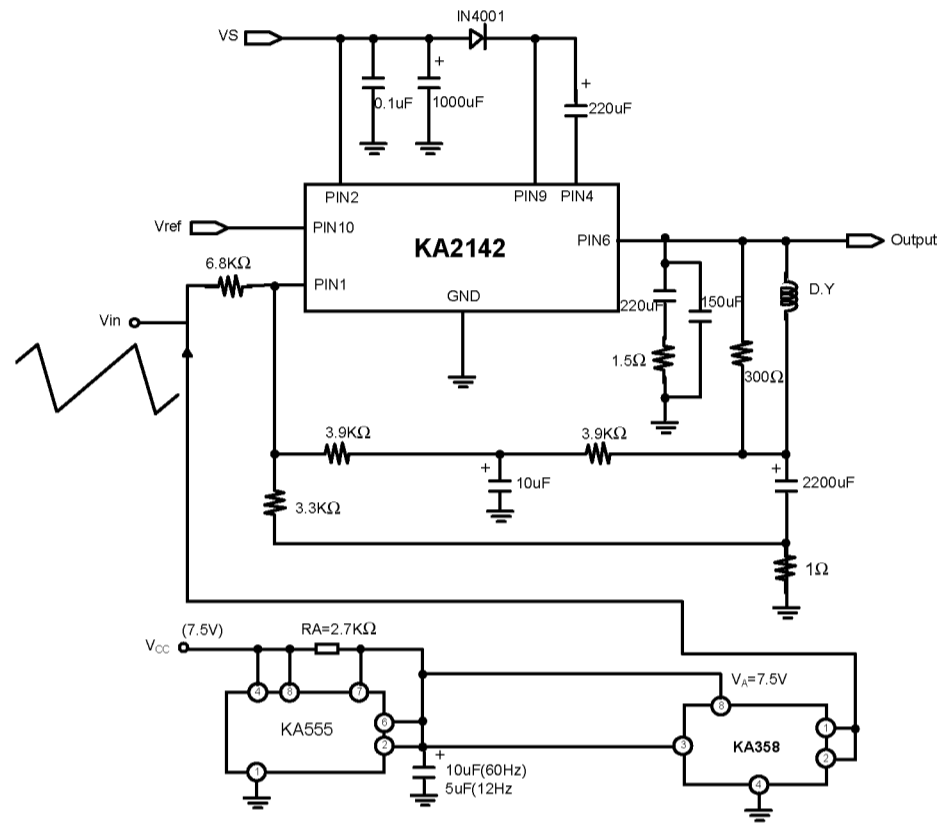 IN4001
VS
0.1uF
1000uF
220uF
PIN2
PIN9
PIN4
Vref
PIN10
KA2142
PIN6
Output
6.8KΩ
PIN1
GND
D.Y
Vin
220uF
150uF
1.5Ω
300Ω
3.9KΩ
3.9KΩ
10uF
2200uF
3.3KΩ
1Ω
(7.5V)
RA=2.7KΩ
VCC
VA=7.5V
4
8
7
8
KA555
6
2
3
KA358
1
2
1
4
10uF(60Hz)
5uF(12Hz
+
+
+
+
+